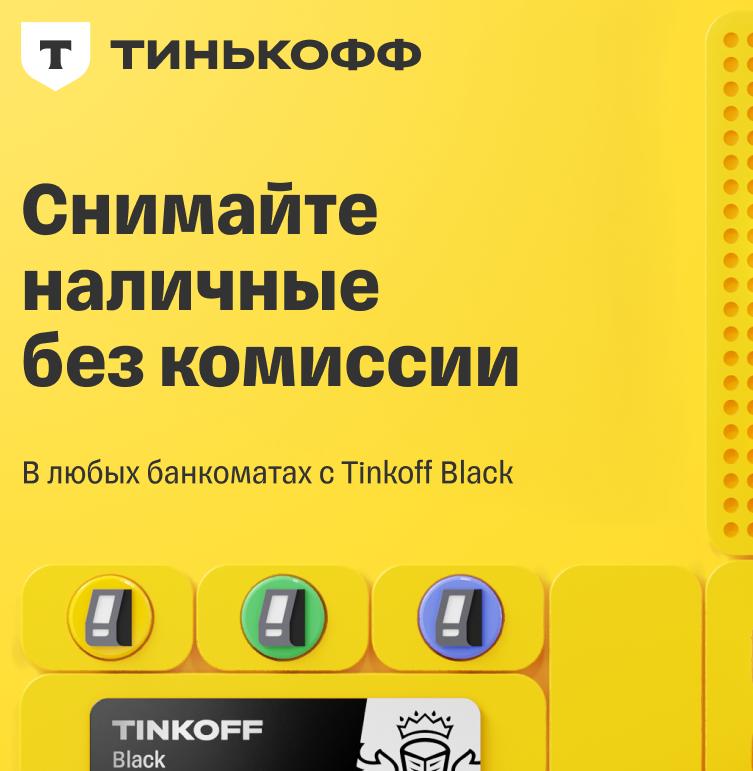 Т ТИНЬКОФФ
Снимайте
наличные
без комиссии
В любых банкоматах с Tinkoff Black
TINKOFF
Black